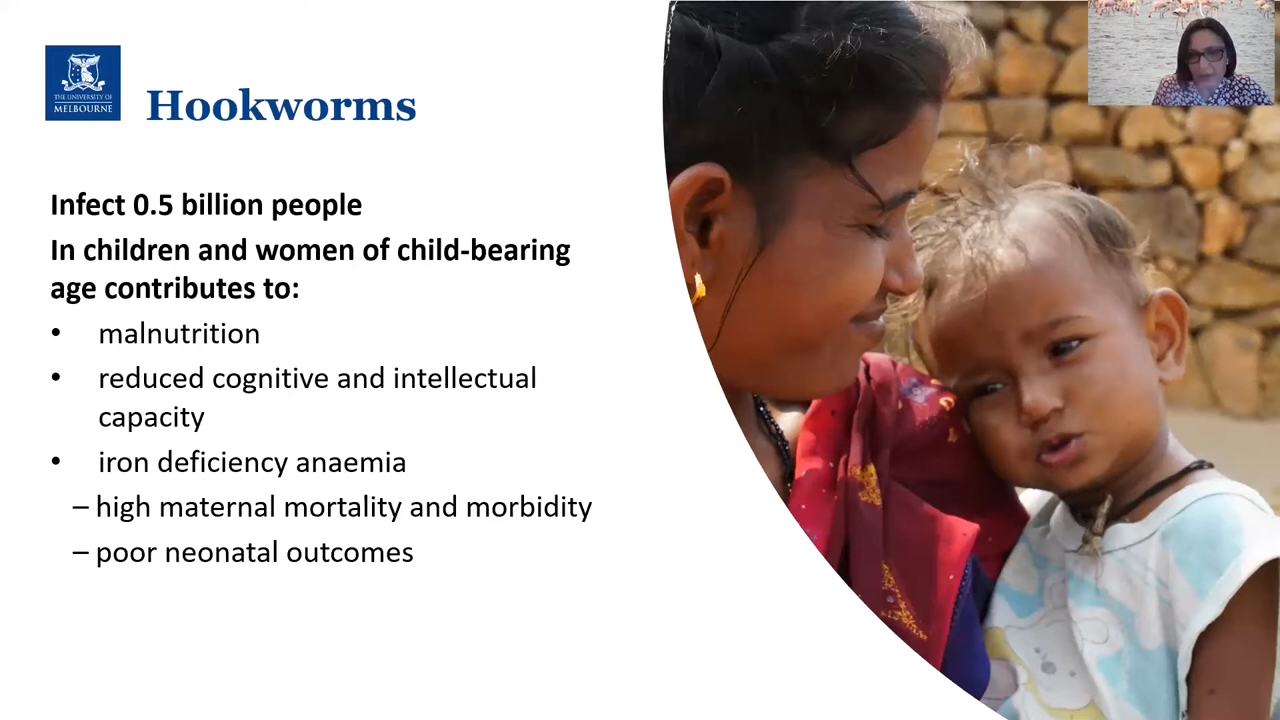 THE UNIVERSITY OF
MELBOURNE
Hookworms
Infect 0.5 billion people
In children and women of child-bearing
age contributes to:
• malnutrition
• reduced cognitive and intellectual
capacity
• iron deficiency anaemia
– high maternal mortality and morbidity
– poor neonatal outcomes